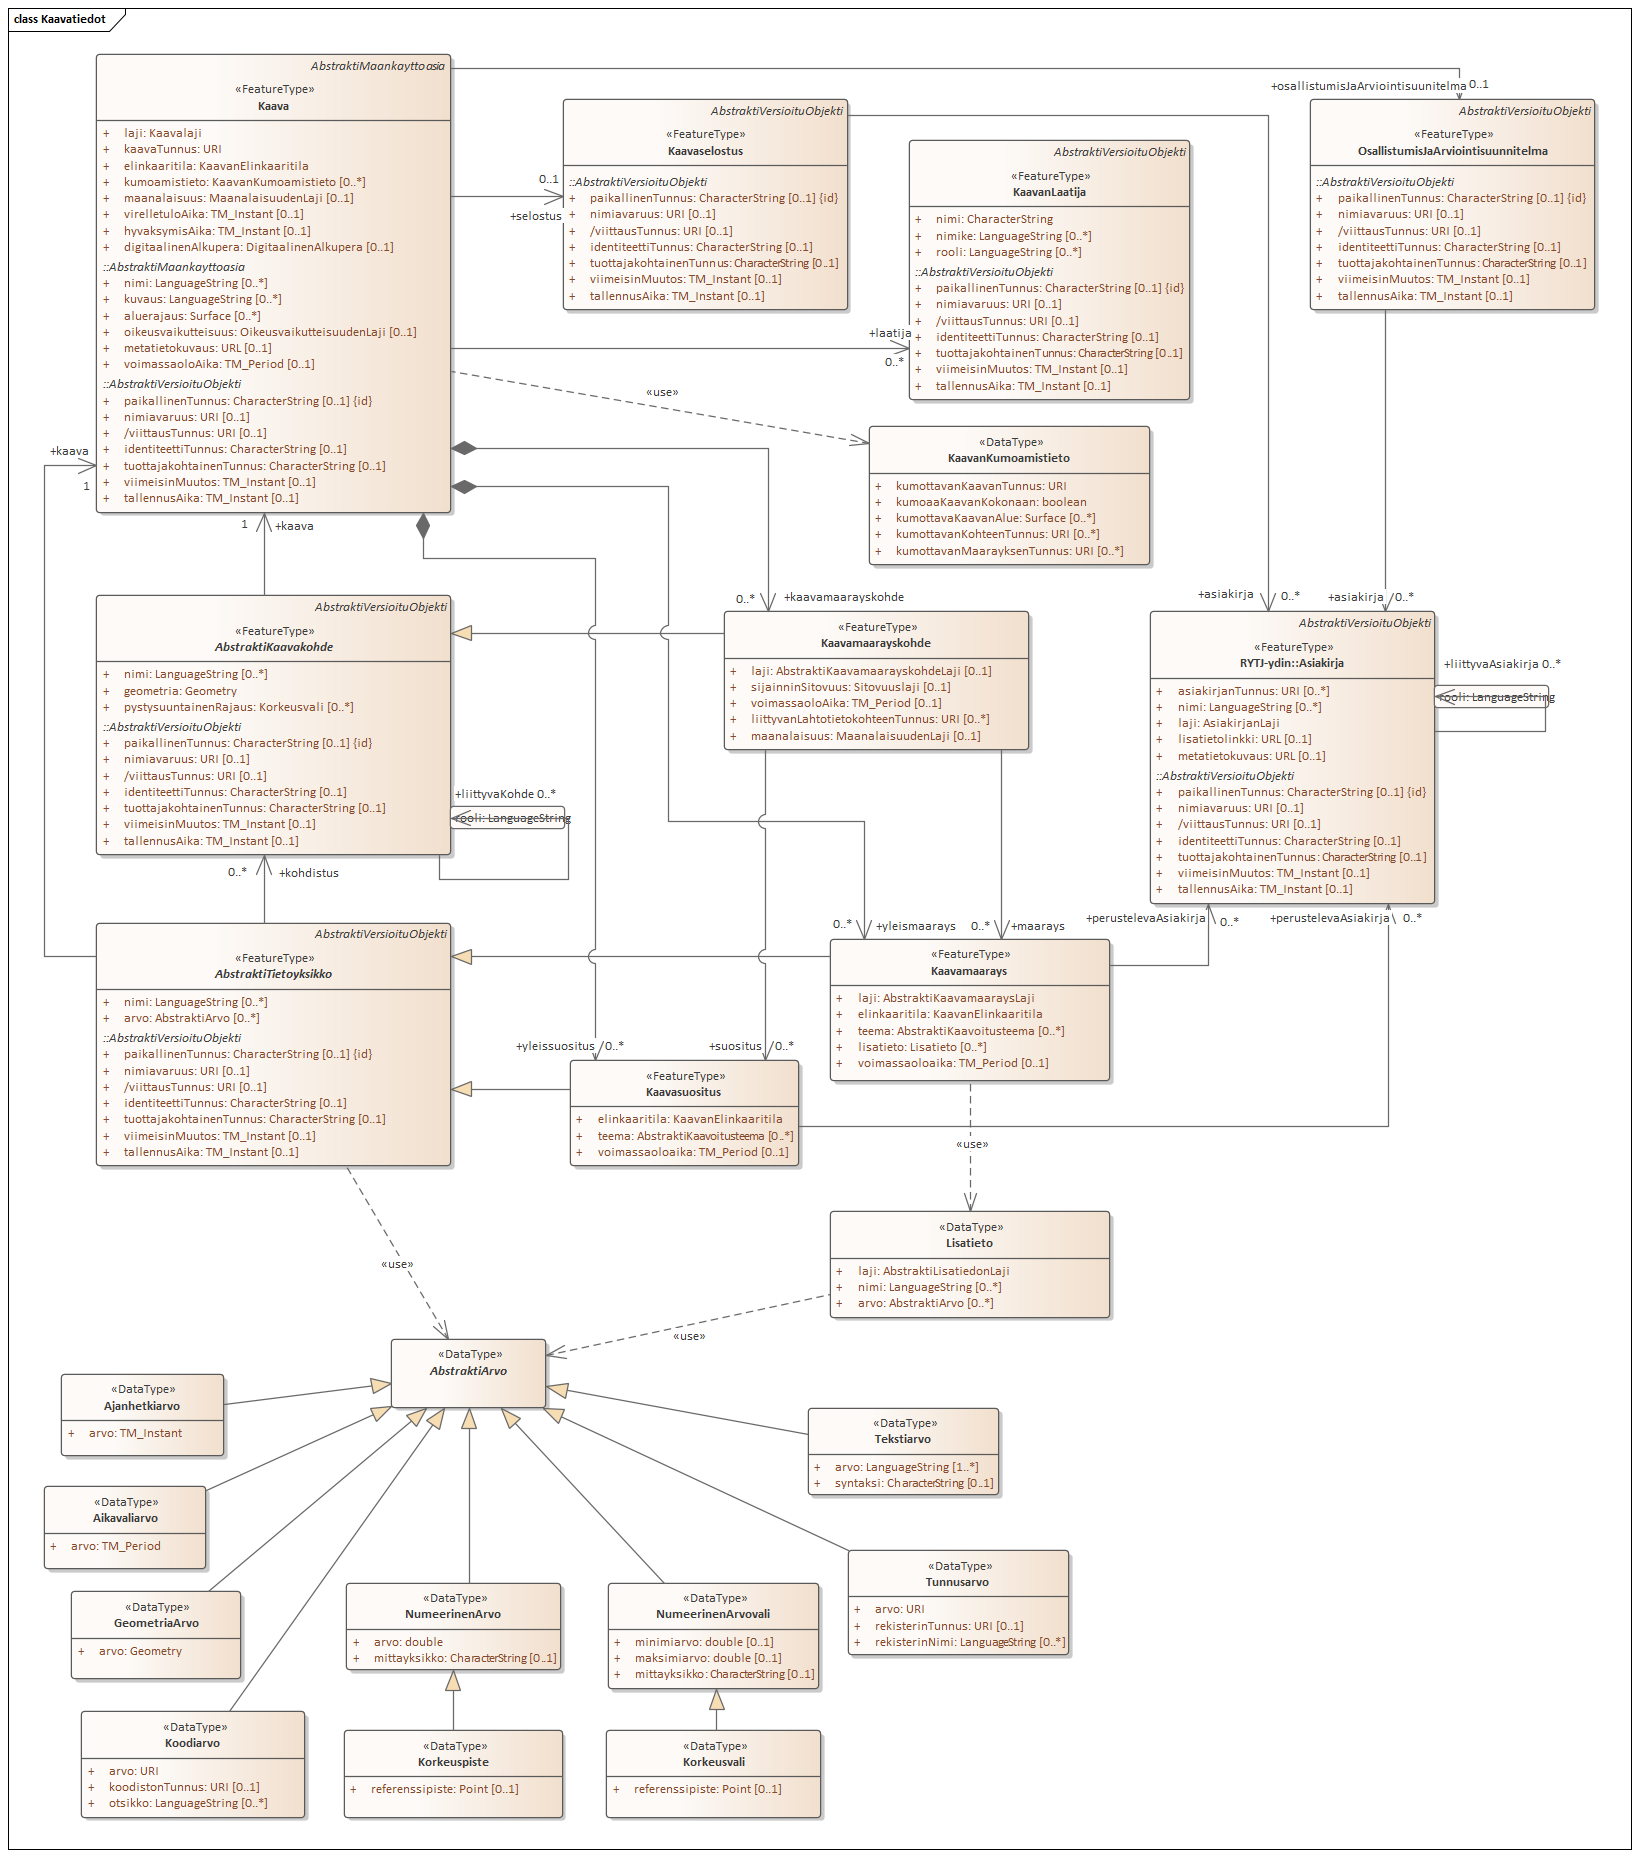 class Kaavatiedot
AbstraktiMaankayttoasia
«FeatureType»
Kaava
+ laji: Kaavalaji
+ kaavaTunnus: URI
+ elinkaaritila: KaavanElinkaaritila
+ kumoamistieto: KaavanKumoamistieto [0..*]
+ maanalaisuus: MaanalaisuudenLaji [0..1]
+ virelletuloAika: TM_Instant [0..1]
+ hyvaksymisAika: TM_Instant [0..1]
+ digitaalinenAlkupera: DigitaalinenAlkupera [0..1]
::AbstraktiMaankayttoasia
+ nimi: LanguageString [0..*]
+ kuvaus: LanguageString [0..*]
+ aluerajaus: Surface [0..*]
+ oikeusvaikutteisuus: OikeusvaikutteisuudenLaji [0..1]
+ metatietokuvaus: URL [0..1]
+ voimassaoloAika: TM_Period [0..1]
::AbstraktiVersioituObjekti
+ paikallinenTunnus: CharacterString [0..1] {id}
+ nimiavaruus: URI [0..1]
+ /viittausTunnus: URI [0..1]
+ identiteettiTunnus: CharacterString [0..1]
+ tuottajakohtainenTunnus: CharacterString [0..1]
+ viimeisinMuutos: TM_Instant [0..1]
+ tallennusAika: TM_Instant [0..1]
+osallistumisJaArviointisuunitelma
0..1
AbstraktiVersioituObjekti
«FeatureType»
Kaavaselostus
::AbstraktiVersioituObjekti
+ paikallinenTunnus: CharacterString [0..1] {id}
+ nimiavaruus: URI [0..1]
+ /viittausTunnus: URI [0..1]
+ identiteettiTunnus: CharacterString [0..1]
+ tuottajakohtainenTunnus: CharacterString [0..1]
+ viimeisinMuutos: TM_Instant [0..1]
+ tallennusAika: TM_Instant [0..1]
0..1
+selostus
AbstraktiVersioituObjekti
«FeatureType»
KaavanLaatija
+ nimi: CharacterString
+ nimike: LanguageString [0..*]
+ rooli: LanguageString [0..*]
::AbstraktiVersioituObjekti
+ paikallinenTunnus: CharacterString [0..1] {id}
+ nimiavaruus: URI [0..1]
+ /viittausTunnus: URI [0..1]
+ identiteettiTunnus: CharacterString [0..1]
+ tuottajakohtainenTunnus: CharacterString [0..1]
+ viimeisinMuutos: TM_Instant [0..1]
+ tallennusAika: TM_Instant [0..1]
+laatija
0..*
AbstraktiVersioituObjekti
«FeatureType»
OsallistumisJaArviointisuunnitelma
::AbstraktiVersioituObjekti
+ paikallinenTunnus: CharacterString [0..1] {id}
+ nimiavaruus: URI [0..1]
+ /viittausTunnus: URI [0..1]
+ identiteettiTunnus: CharacterString [0..1]
+ tuottajakohtainenTunnus: CharacterString [0..1]
+ viimeisinMuutos: TM_Instant [0..1]
+ tallennusAika: TM_Instant [0..1]
«use»
«DataType»
KaavanKumoamistieto
+ kumottavanKaavanTunnus: URI
+ kumoaaKaavanKokonaan: boolean
+ kumottavaKaavanAlue: Surface [0..*]
+ kumottavanKohteenTunnus: URI [0..*]
+ kumottavanMaarayksenTunnus: URI [0..*]
+kaava
1
1
+kaava
AbstraktiVersioituObjekti
«FeatureType»
AbstraktiKaavakohde
+ nimi: LanguageString [0..*]
+ geometria: Geometry
+ pystysuuntainenRajaus: Korkeusvali [0..*]
::AbstraktiVersioituObjekti
+ paikallinenTunnus: CharacterString [0..1] {id}
+ nimiavaruus: URI [0..1]
+ /viittausTunnus: URI [0..1]
+ identiteettiTunnus: CharacterString [0..1]
+ tuottajakohtainenTunnus: CharacterString [0..1]
+ viimeisinMuutos: TM_Instant [0..1]
+ tallennusAika: TM_Instant [0..1]
+liittyvaKohde 0..*
rooli: LanguageString
0..*
+kohdistus
0..*
+kaavamaarayskohde
«FeatureType»
Kaavamaarayskohde
+ laji: AbstraktiKaavamaarayskohdeLaji [0..1]
+ sijainninSitovuus: Sitovuuslaji [0..1]
+ voimassaoloAika: TM_Period [0..1]
+ liittyvanLahtotietokohteenTunnus: URI [0..*]
+ maanalaisuus: MaanalaisuudenLaji [0..1]
+asiakirja
0..*
+asiakirja
0..*
AbstraktiVersioituObjekti
«FeatureType»
RYTJ-ydin::Asiakirja
+ asiakirjanTunnus: URI [0..*]
+ nimi: LanguageString [0..*]
+ laji: AsiakirjanLaji
+ lisatietolinkki: URL [0..1]
+ metatietokuvaus: URL [0..1]
::AbstraktiVersioituObjekti
+ paikallinenTunnus: CharacterString [0..1] {id}
+ nimiavaruus: URI [0..1]
+ /viittausTunnus: URI [0..1]
+ identiteettiTunnus: CharacterString [0..1]
+ tuottajakohtainenTunnus: CharacterString [0..1]
+ viimeisinMuutos: TM_Instant [0..1]
+ tallennusAika: TM_Instant [0..1]
+liittyvaAsiakirja 0..*
rooli: LanguageString
+perustelevaAsiakirja
0..*
+perustelevaAsiakirja
0..*
AbstraktiVersioituObjekti
«FeatureType»
AbstraktiTietoyksikko
+ nimi: LanguageString [0..*]
+ arvo: AbstraktiArvo [0..*]
::AbstraktiVersioituObjekti
+ paikallinenTunnus: CharacterString [0..1] {id}
+ nimiavaruus: URI [0..1]
+ /viittausTunnus: URI [0..1]
+ identiteettiTunnus: CharacterString [0..1]
+ tuottajakohtainenTunnus: CharacterString [0..1]
+ viimeisinMuutos: TM_Instant [0..1]
+ tallennusAika: TM_Instant [0..1]
0..*
+yleismaarays
0..*
+maarays
«FeatureType»
Kaavamaarays
+ laji: AbstraktiKaavamaaraysLaji
+ elinkaaritila: KaavanElinkaaritila
+ teema: AbstraktiKaavoitusteema [0..*]
+ lisatieto: Lisatieto [0..*]
+ voimassaoloaika: TM_Period [0..1]
+yleissuositus
0..*
+suositus
0..*
«FeatureType»
Kaavasuositus
+ elinkaaritila: KaavanElinkaaritila
+ teema: AbstraktiKaavoitusteema [0..*]
+ voimassaoloaika: TM_Period [0..1]
«use»
«DataType»
Lisatieto
+ laji: AbstraktiLisatiedonLaji
+ nimi: LanguageString [0..*]
+ arvo: AbstraktiArvo [0..*]
«use»
«use»
«DataType»
AbstraktiArvo
«DataType»
Ajanhetkiarvo
+ arvo: TM_Instant
«DataType»
Tekstiarvo
+ arvo: LanguageString [1..*]
+ syntaksi: CharacterString [0..1]
«DataType»
Aikavaliarvo
+ arvo: TM_Period
«DataType»
Tunnusarvo
+ arvo: URI
+ rekisterinTunnus: URI [0..1]
+ rekisterinNimi: LanguageString [0..*]
«DataType»
GeometriaArvo
+ arvo: Geometry
«DataType»
NumeerinenArvo
+ arvo: double
+ mittayksikko: CharacterString [0..1]
«DataType»
NumeerinenArvovali
+ minimiarvo: double [0..1]
+ maksimiarvo: double [0..1]
+ mittayksikko: CharacterString [0..1]
«DataType»
Koodiarvo
+ arvo: URI
+ koodistonTunnus: URI [0..1]
+ otsikko: LanguageString [0..*]
«DataType»
Korkeuspiste
+ referenssipiste: Point [0..1]
«DataType»
Korkeusvali
+ referenssipiste: Point [0..1]